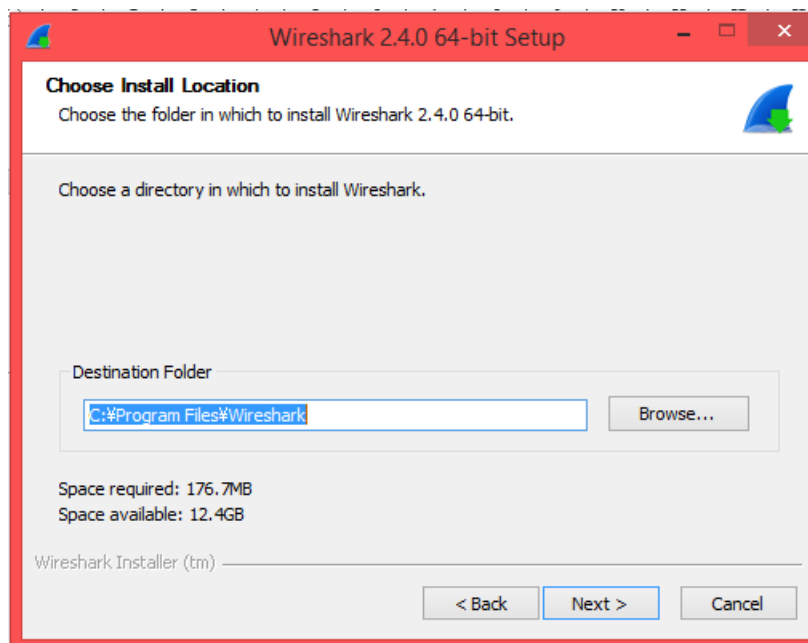 Wireshark 2.4.0 64-bit Setup
Choose Install Location
Choose the folder in which to install Wireshark 2.4.0 64-bit.
Choose a directory in which to install Wireshark.
Destination Folder
C:¥Program Files¥Wireshark
Browse...
Space required: 176.7MB
Space available: 12.4GB
Wireshark Installer (tm)
< Back
Next >
Cancel